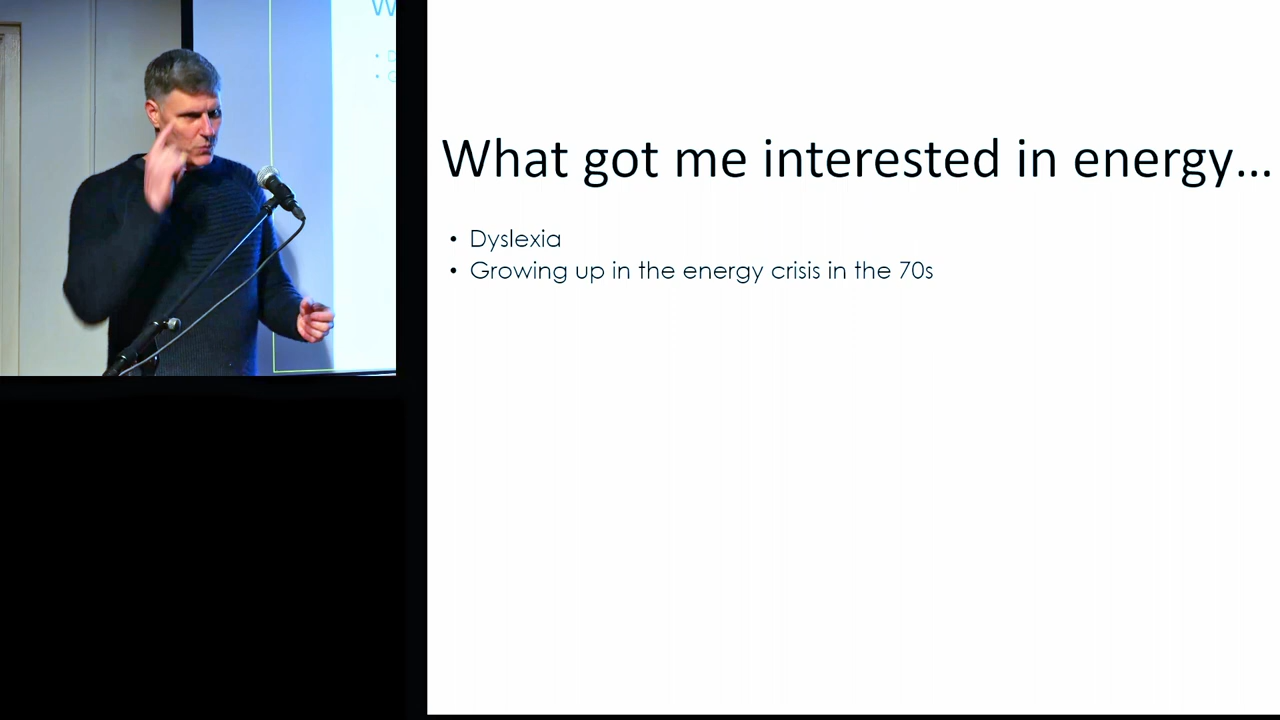 What got me interested in energy...
• Dyslexia
• Growing up in the energy crisis in the 70s